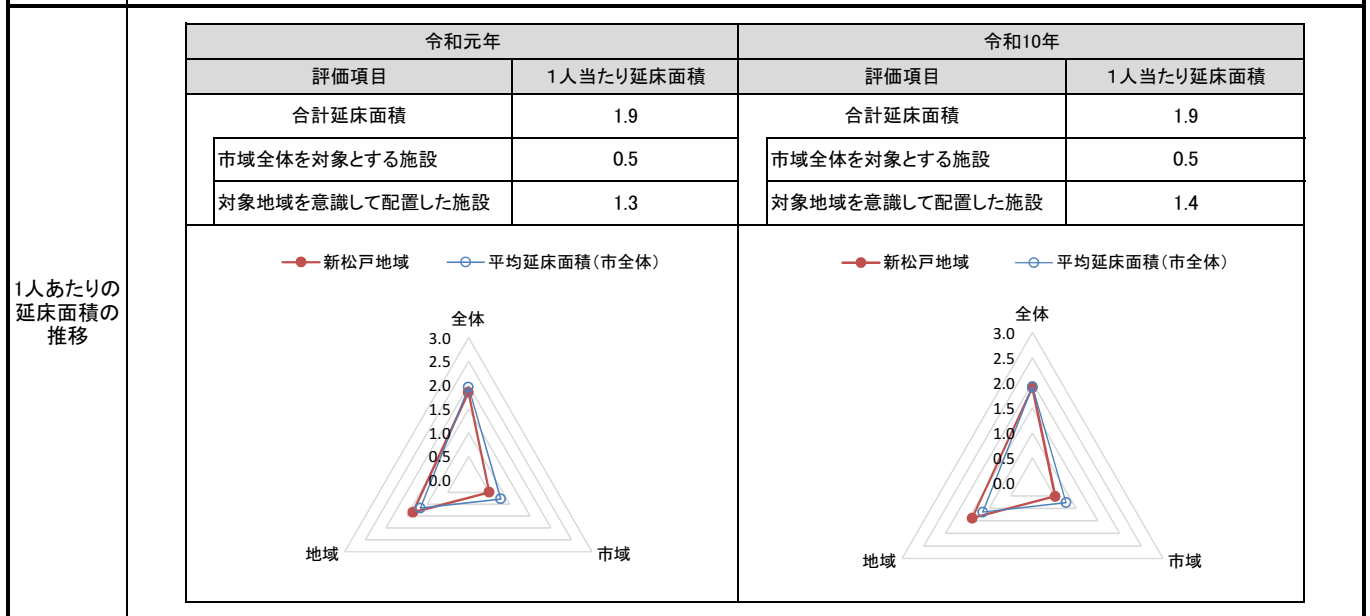 令和元年
令和10年
評価項目 1人当たり延床面積 評価項目 1人当たり延床面積
合計延床面積 1.9 合計延床面積 1.9
市域全体を対象とする施設 0.5 市域全体を対象とする施設 0.5
対象地域を意識して配置した施設 1.3 対象地域を意識して配置した施設 1.4
1人あたりの
延床面積の
推移
新松戸地域 平均延床面積(市全体)
全体
3.0
2.5
2.0
1.5
1.0
0.5
0.0
地域 市域
新松戸地域 平均延床面積(市全体)
全体
3.0
2.5
2.0
1.5
1.0
0.5
0.0
地域 市域